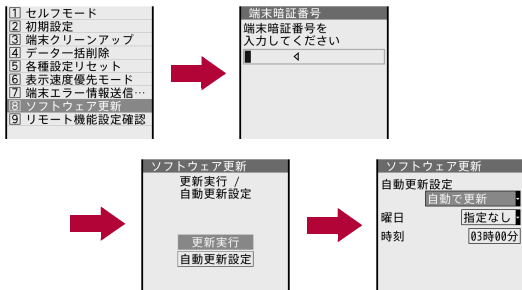 1 セルフモード
2 初期設定
3 端末クリーンアップ
4 データ一括削除
5 各種設定リセット
6 表示速度優先モード
7 端末エラー情報送信…
8 ソフトウェア更新
9 リモート機能設定確認
端末暗証番号
端末暗証番号を
入力してください
ソフトウェア更新
更新実行 /
自動更新設定
更新実行
自動更新設定
ソフトウェア更新
自動更新設定
自動で更新
曜日 指定なし
時刻 03時00分